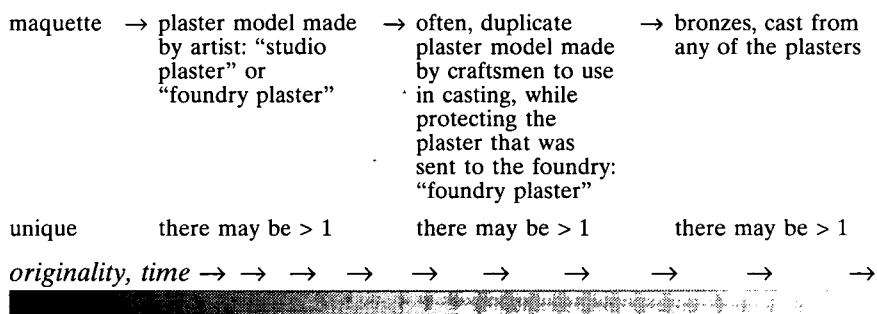 maquette → plaster model made → often, duplicate → bronzes, cast from
by artist: “studio plaster model made any of the plasters
plaster” or by craftsmen to use
“foundry plaster” in casting, while
protecting the
plaster that was
sent to the foundry:
“foundry plaster”
unique there may be > 1 there may be > 1 there may be > 1
originality, time → → → → → → → → → →